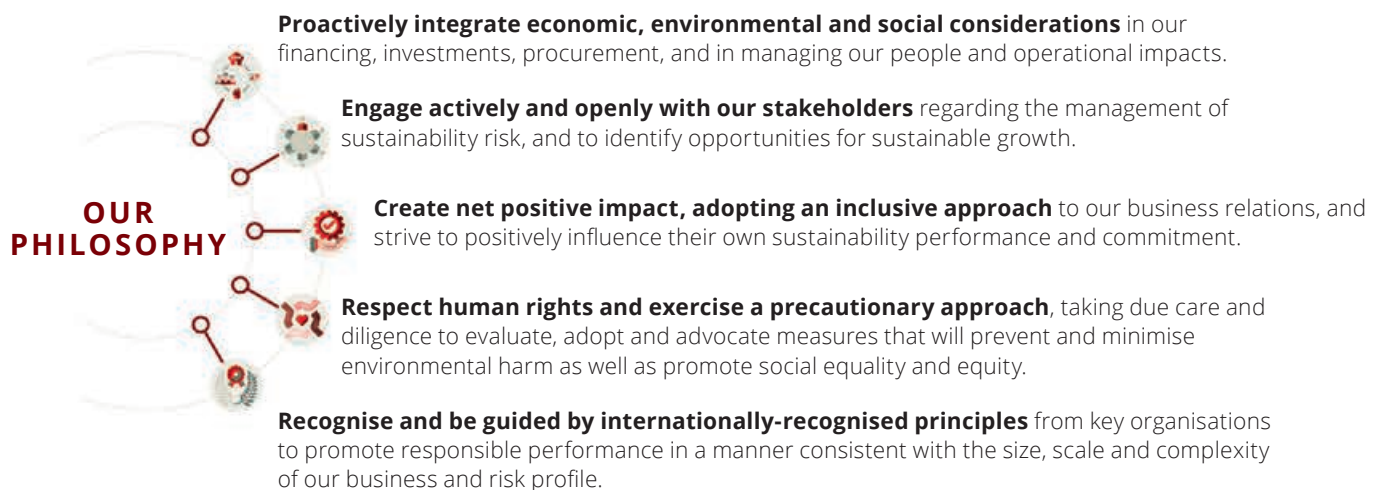 Proactively integrate economic, environmental and social considerations in our
financing, investments, procurement, and in managing our people and operational impacts.
Engage actively and openly with our stakeholders regarding the management of
sustainability risk, and to identify opportunities for sustainable growth.
OUR
PHILOSOPHY
Create net positive impact, adopting an inclusive approach to our business relations, and
strive to positively influence their own sustainability performance and commitment.
Respect human rights and exercise a precautionary approach, taking due care and
diligence to evaluate, adopt and advocate measures that will prevent and minimise
environmental harm as well as promote social equality and equity.
Recognise and be guided by internationally-recognised principles from key organisations
to promote responsible performance in a manner consistent with the size, scale and complexity
of our business and risk profile.